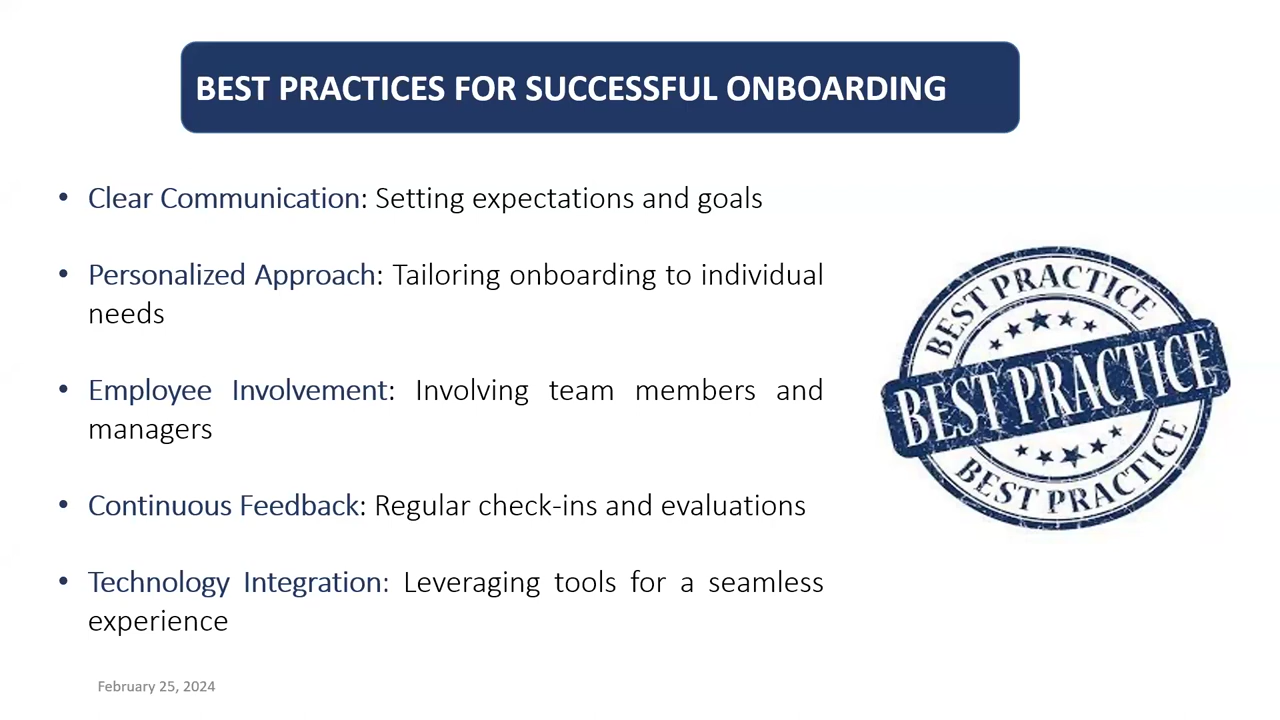 BEST PRACTICES FOR SUCCESSFUL ONBOARDING
• Clear Communication: Setting expectations and goals
• Personalized Approach: Tailoring onboarding to individual
needs
• Employee Involvement: Involving team members and
managers
• Continuous Feedback: Regular check-ins and evaluations
• Technology Integration: Leveraging tools for a seamless
experience
BEST PRACTICE
BEST PRACTICE
BEST PRACTICE
February 25, 2024